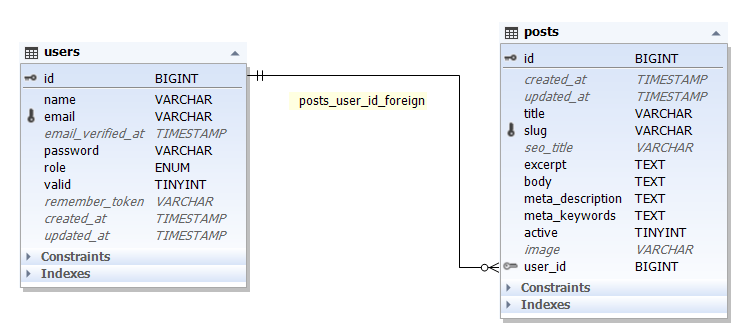 users
id BIGINT
name VARCHAR
email VARCHAR
email_verified_at TIMESTAMP
password VARCHAR
role ENUM
valid TINYINT
remember_token VARCHAR
created_at TIMESTAMP
updated_at TIMESTAMP
Constraints
Indexes
posts_user_id_foreign
posts
id BIGINT
created_at TIMESTAMP
updated_at TIMESTAMP
title VARCHAR
slug VARCHAR
seo_title VARCHAR
excerpt TEXT
body TEXT
meta_description TEXT
meta_keywords TEXT
active TINYINT
image VARCHAR
user_id BIGINT
Constraints
Indexes